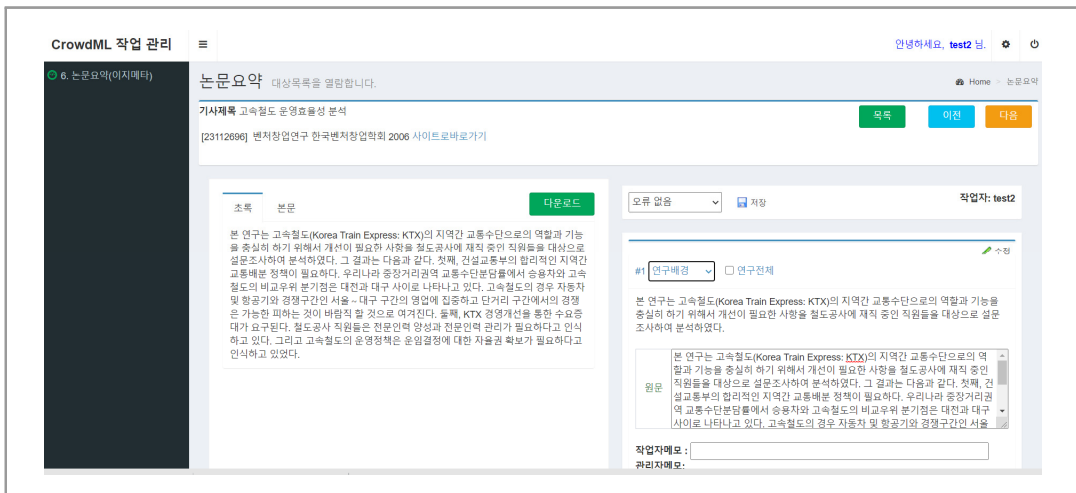 CrowdML 작업 관리
안녕하세요, test2 님.
6. 논문요약(이지메타)
논문요약 대상목록을 열람합니다.
Home > 논문요약
기사제목 고속철도 운영효율성 분석
목록 이전 다음
[23112696] 벤처창업연구 한국벤처창업학회 2006 사이트로바로가기
초록 본문 다운로드
본 연구는 고속철도(Korea Train Express: KTX)의 지역간 교통수단으로의 역할과 기능
을 충실히 하기 위해서 개선이 필요한 사항을 철도공사에 재직 중인 직원들을 대상으로
설문조사하여 분석하였다. 그 결과는 다음과 같다. 첫째, 건설교통부의 합리적인 지역간
교통배분 정책이 필요하다. 우리나라 중장거리권역 교통수단분담률에서 승용차와 고속
철도의 비교우위 분기점은 대전과 대구 사이로 나타나고 있다. 고속철도의 경우 자동차
및 항공기와 경쟁구간인 서울~대구 구간의 영업에 집중하고 단거리 구간에서의 경쟁
은 가능한 피하는 것이 바람직 할 것으로 여겨진다. 둘째, KTX 경영개선을 통한 수요증
대가 요구된다. 철도공사 직원들은 전문인력 양성과 전문인력 관리가 필요하다고 인식
하고 있다. 그리고 고속철도의 운영정책은 운임결정에 대한 자율권 확보가 필요하다고
인식하고 있었다.
오류 없음 저장 작업자: test2
수정
#1 연구배경 연구전체
본 연구는 고속철도(Korea Train Express: KTX)의 지역간 교통수단으로의 역할과 기능을
충실히 하기 위해서 개선이 필요한 사항을 철도공사에 재직 중인 직원들을 대상으로 설문
조사하여 분석하였다.
원문
본 연구는 고속철도(Korea Train Express: KTX)의 지역간 교통수단으로의 역
할과 기능을 충실히 하기 위해서 개선이 필요한 사항을 철도공사에 재직 중인
직원들을 대상으로 설문조사하여 분석하였다. 그 결과는 다음과 같다. 첫째, 건
설교통부의 합리적인 지역간 교통배분 정책이 필요하다. 우리나라 중장거리권
역 교통수단분담률에서 승용차와 고속철도의 비교우위 분기점은 대전과 대구
사이로 나타나고 있다. 고속철도의 경우 자동차 및 항공기와 경쟁구간인 서울
작업자메모 :
관리자메모: